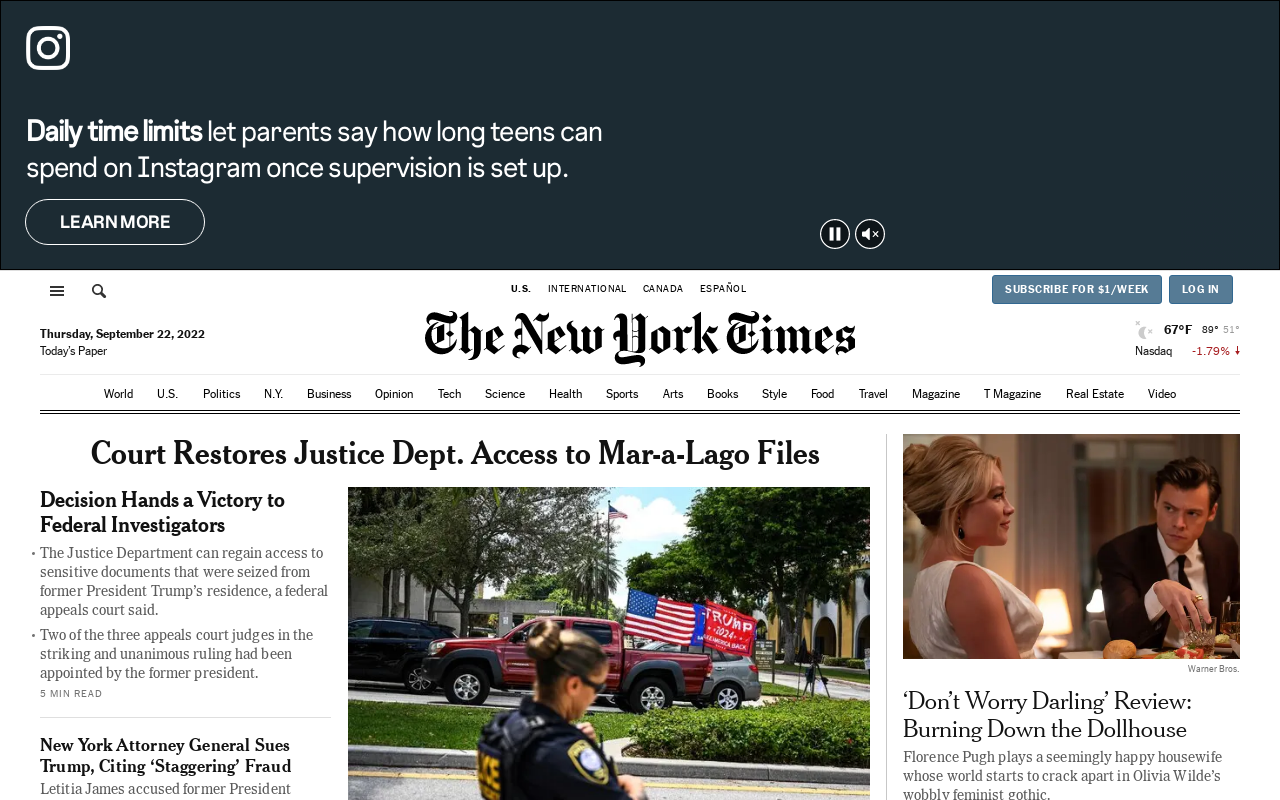 Daily time limits let parents say how long teens can
spend on Instagram once supervision is set up.
LEARN MORE
U.S. INTERNATIONAL CANADA ESPAÑOL
SUBSCRIBE FOR $1/WEEK LOG IN
Thursday, September 22, 2022
Today's Paper
The New York Times
67°F 89° 51°
Nasdaq -1.79% ↓
World U.S. Politics N.Y. Business Opinion Tech Science Health Sports Arts Books Style Food Travel Magazine T Magazine Real Estate Video
Court Restores Justice Dept. Access to Mar-a-Lago Files
Decision Hands a Victory to
Federal Investigators
• The Justice Department can regain access to
sensitive documents that were seized from
former President Trump's residence, a federal
appeals court said.
• Two of the three appeals court judges in the
striking and unanimous ruling had been
appointed by the former president.
5 MIN READ
New York Attorney General Sues
Trump, Citing ‘Staggering’ Fraud
Letitia James accused former President
TRUMP
2024
POLICE
Warner Bros.
‘Don’t Worry Darling’ Review:
Burning Down the Dollhouse
Florence Pugh plays a seemingly happy housewife
whose world starts to crack apart in Olivia Wilde’s
wobbly feminist gothic.